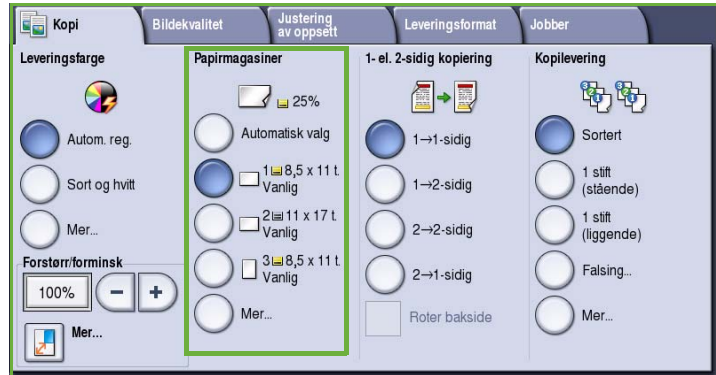 Kopi
Bildekvalitet
Justering
av oppsett
Leveringsformat
Jobber
Leveringsfarge
Autom. reg.
Sort og hvitt
Mer...
Forstørr/forminsk
100%
Mer...
Papirmagasiner
25%
Automatisk valg
1 8,5 x 11 t.
Vanlig
2 11 x 17 t.
Vanlig
3 8,5 x 11 t.
Vanlig
Mer...
1- el. 2-sidig kopiering
1→1-sidig
1→2-sidig
2→2-sidig
2→1-sidig
Roter bakside
Kopilevering
Sortert
1 stift
(stående)
1 stift
(liggende)
Falsing...
Mer...